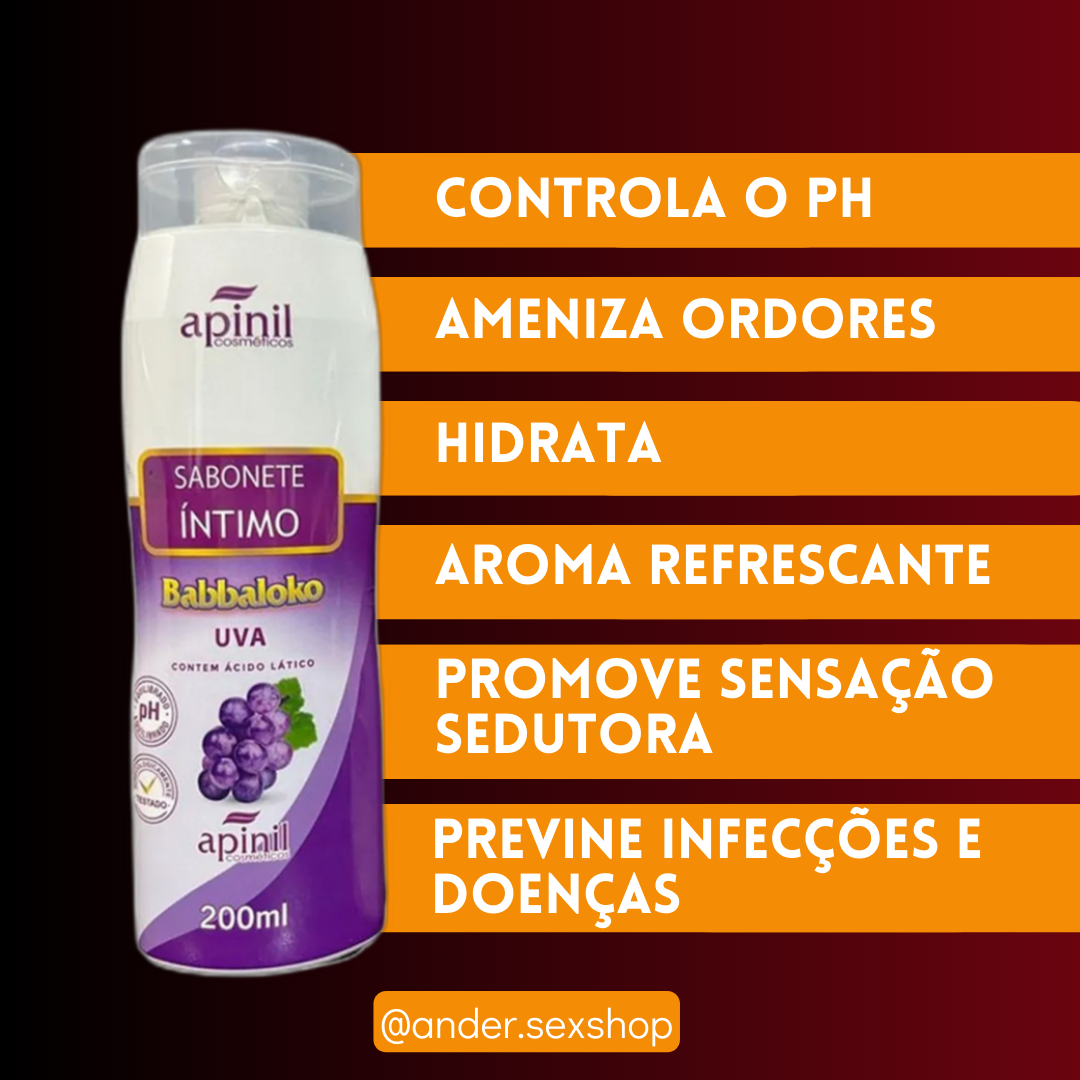 CONTROLA O PH
AMENIZA ORDORES
HIDRATA
AROMA REFRESCANTE
PROMOVE SENSAÇÃO
SEDUTORA
PREVINE INFECÇÕES E
DOENÇAS
apinil
cosméticos
SABONETE
ÍNTIMO
Babbaloko
UVA
CONTEM ÁCIDO LÁTICO
pH
TESTADO
apinil
cosméticos
200ml
@ander.sexshop